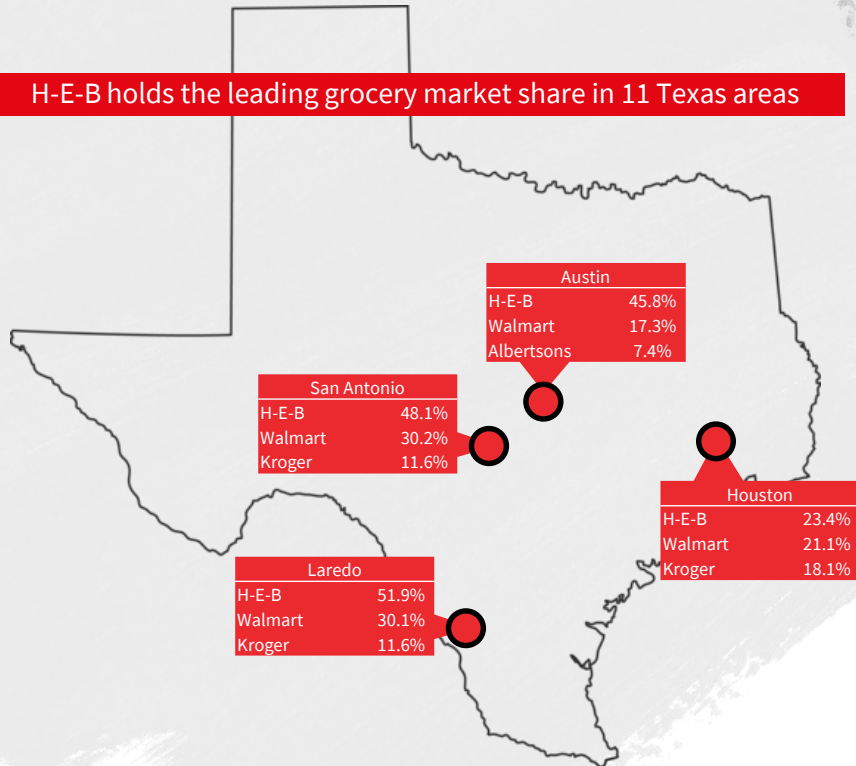 H-E-B holds the leading grocery market share in 11 Texas areas
Austin
H-E-B 45.8%
Walmart 17.3%
Albertsons 7.4%
San Antonio
H-E-B 48.1%
Walmart 30.2%
Kroger 11.6%
Houston
H-E-B 23.4%
Walmart 21.1%
Kroger 18.1%
Laredo
H-E-B 51.9%
Walmart 30.1%
Kroger 11.6%